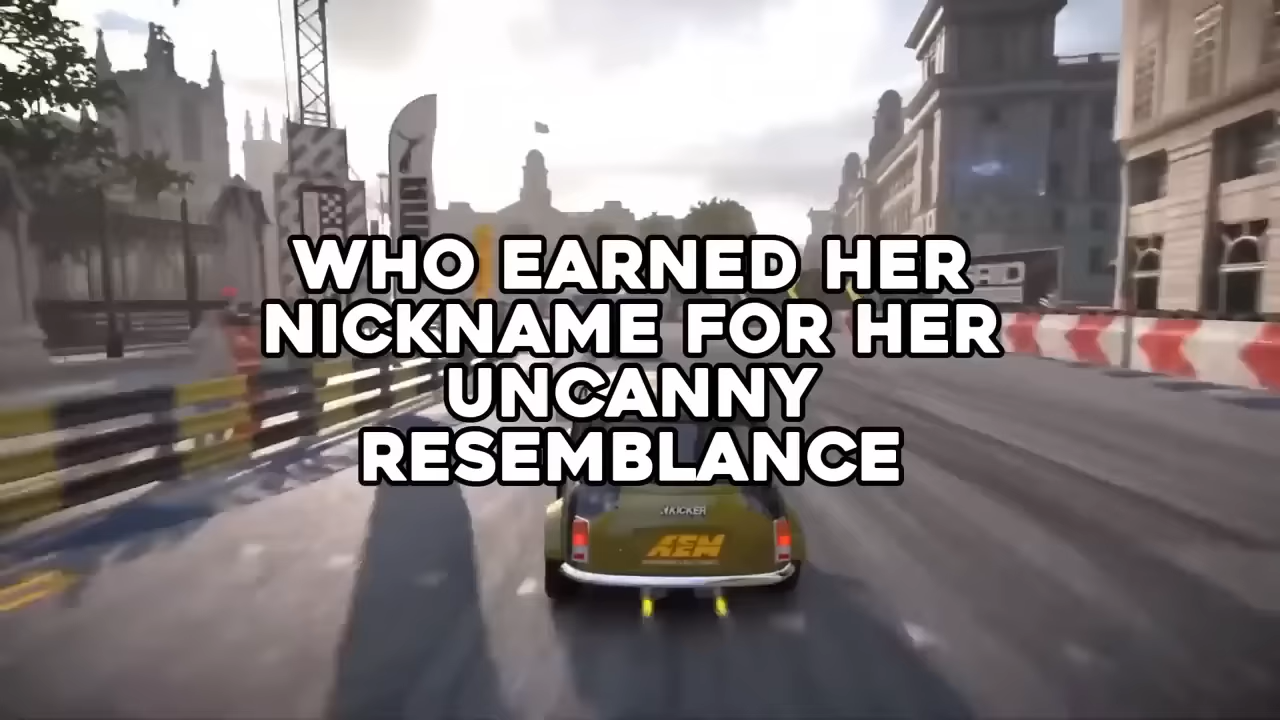 WHO EARNED HER
NICKNAME FOR HER
UNCANNY
RESEMBLANCE
KICKER
AEM